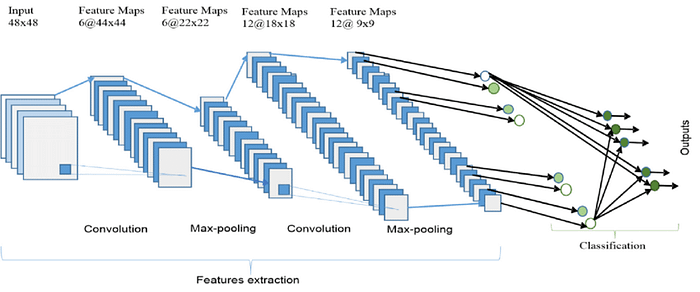 Input
48x48
Feature Maps
6@44x44
Feature Maps
6@22x22
Feature Maps
12@18x18
Feature Maps
12@ 9x9
Outputs
Convolution
Max-pooling
Convolution
Max-pooling
Classification
Features extraction